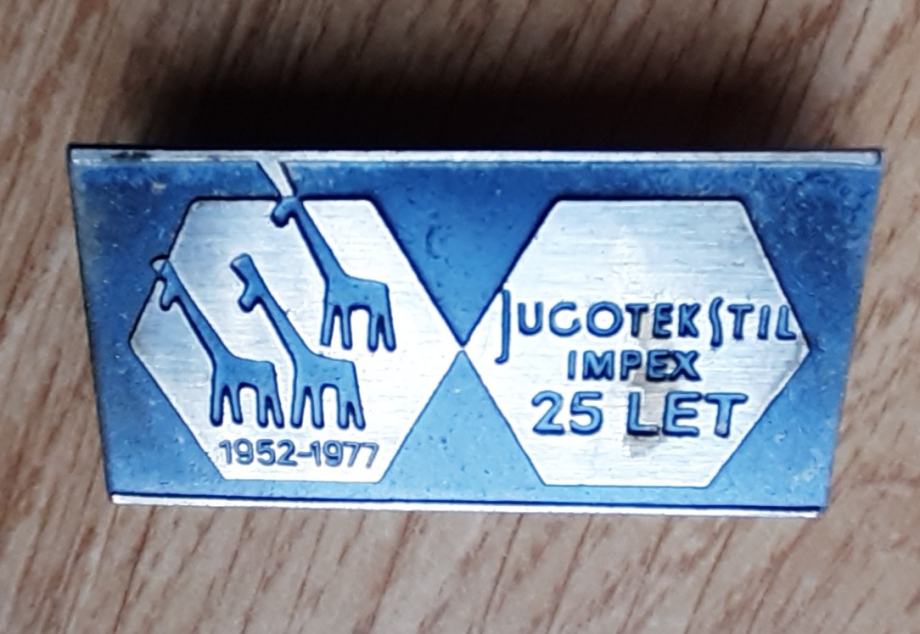 1952-1977
JUGOTEKSTIL
IMPEX
25 LET